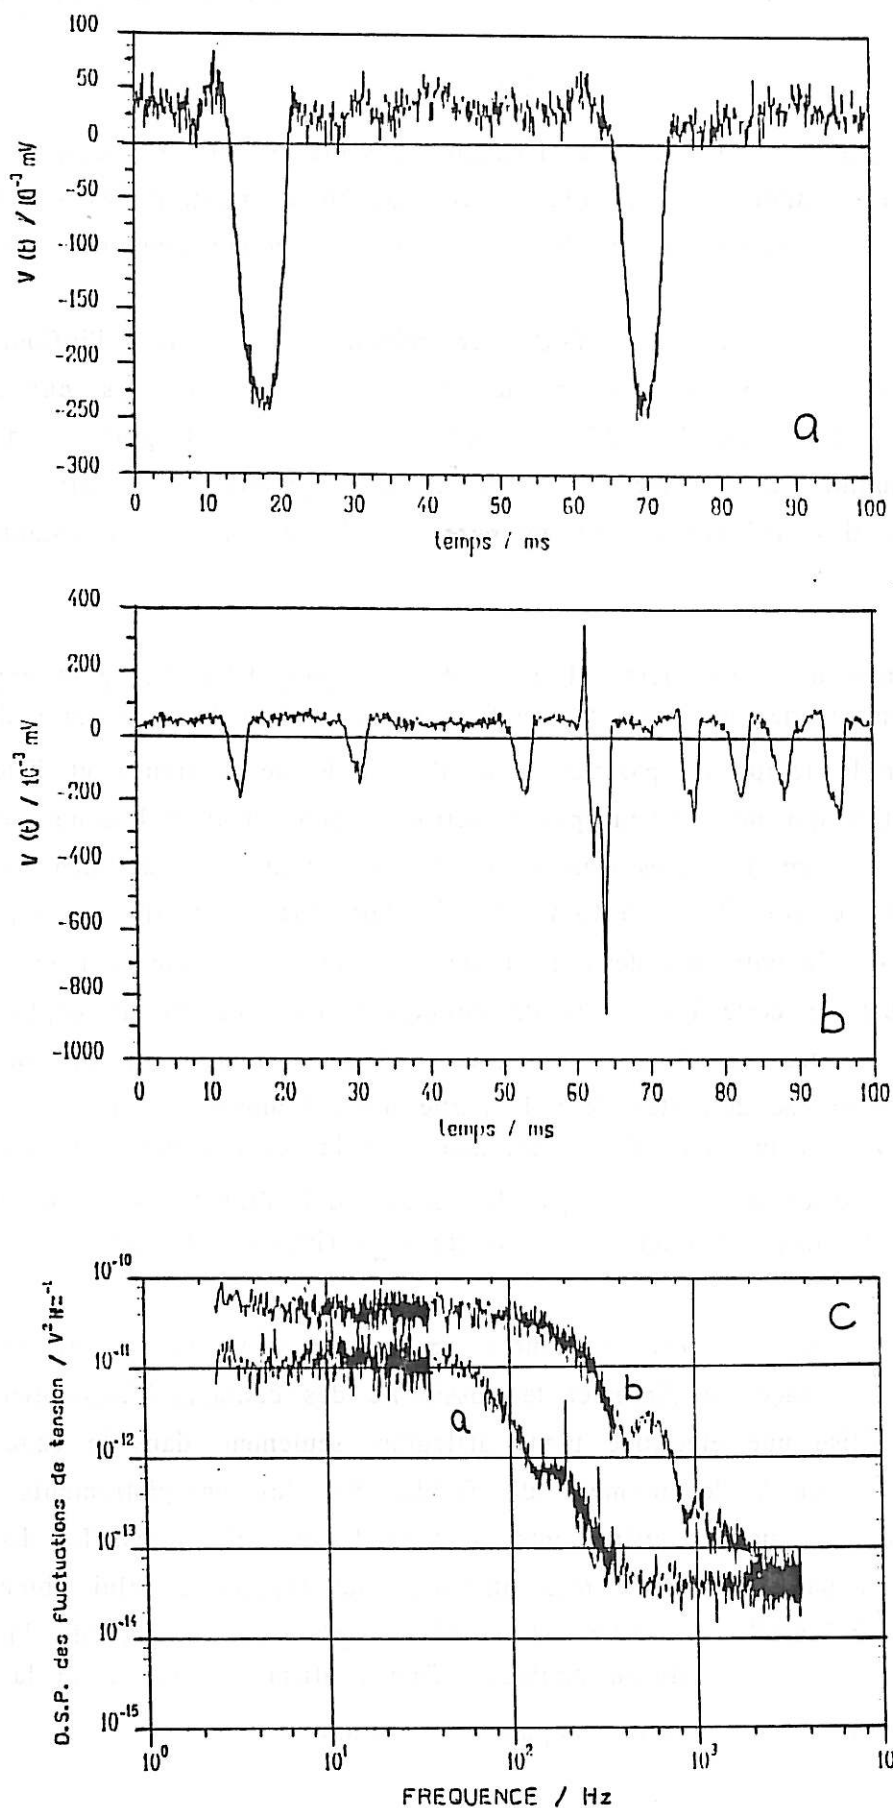 100
50
0
-50
-100
-150
-200
-250
-300
V (t) / 10⁻³ mV
a
0 10 20 30 40 50 60 70 80 90 100
temps / ms
400
200
0
-200
-400
-600
-800
-1000
V (t) / 10⁻³ mV
b
0 10 20 30 40 50 60 70 80 90 100
temps / ms
10⁻¹⁰
10⁻¹¹
10⁻¹²
10⁻¹³
10⁻¹⁴
10⁻¹⁵
D.S.P. des fluctuations de tension / V² Hz⁻¹
C
b
a
10⁰ 10¹ 10² 10³ 10
FREQUENCE / Hz